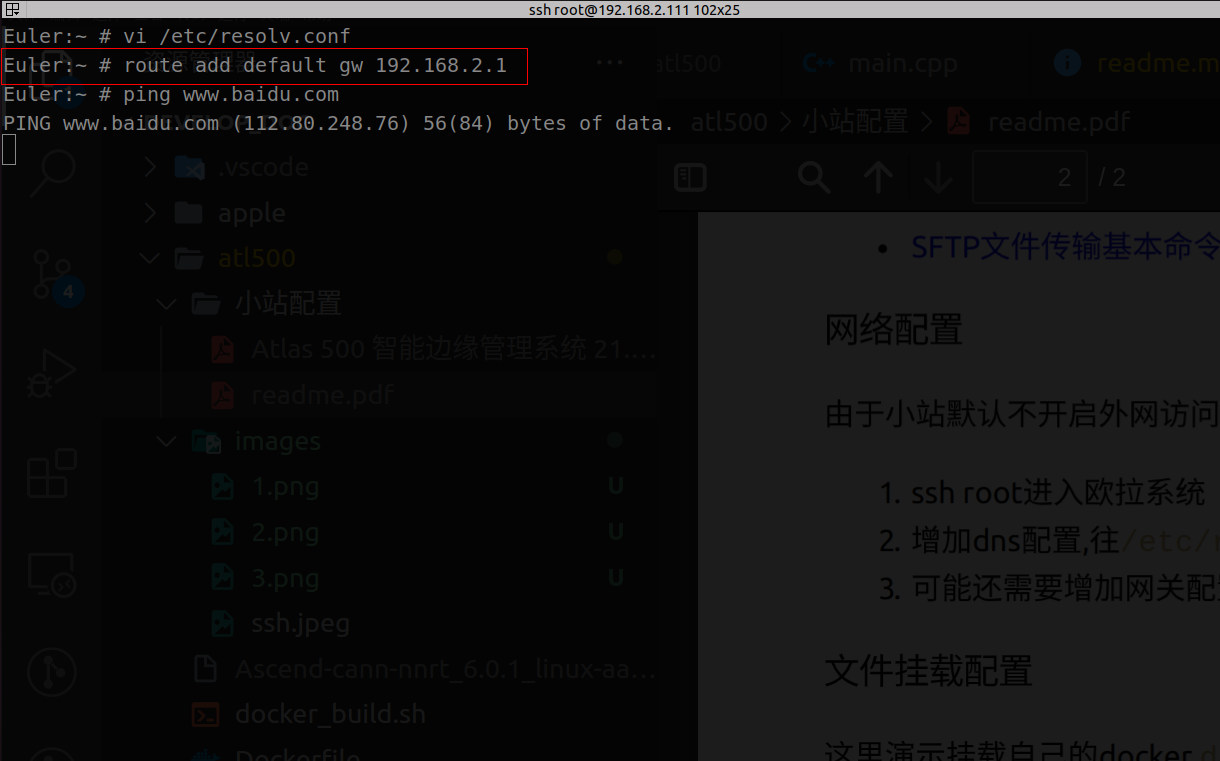 ssh root@192.168.2.111 102x25
Euler:~ # vi /etc/resolv.conf
Euler:~ # route add default gw 192.168.2.1
Euler:~ # ping www.baidu.com
PING www.baidu.com (112.80.248.76) 56(84) bytes of data.
atl500
main.cpp
readme.m
atl500 > 小站配置 > readme.pdf
.vscode
apple
atl500
小站配置
Atlas 500 智能边缘管理系统 21....
readme.pdf
images
1.png U
2.png U
3.png U
ssh.jpeg
Ascend-cann-nnrt_6.0.1_linux-aa...
docker_build.sh
Dockerfile
4
2 / 2
• SFTP文件传输基本命令
网络配置
由于小站默认不开启外网访问
1. ssh root进入欧拉系统
2. 增加dns配置,往/etc/
3. 可能还需要增加网关配
文件挂载配置
这里演示挂载自己的docker